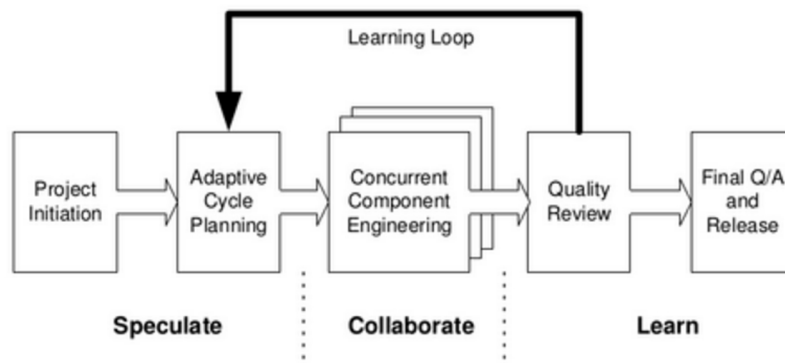 Learning Loop
Project
Initiation
Adaptive
Cycle
Planning
Concurrent
Component
Engineering
Quality
Review
Final Q/A
and
Release
Speculate
Collaborate
Learn